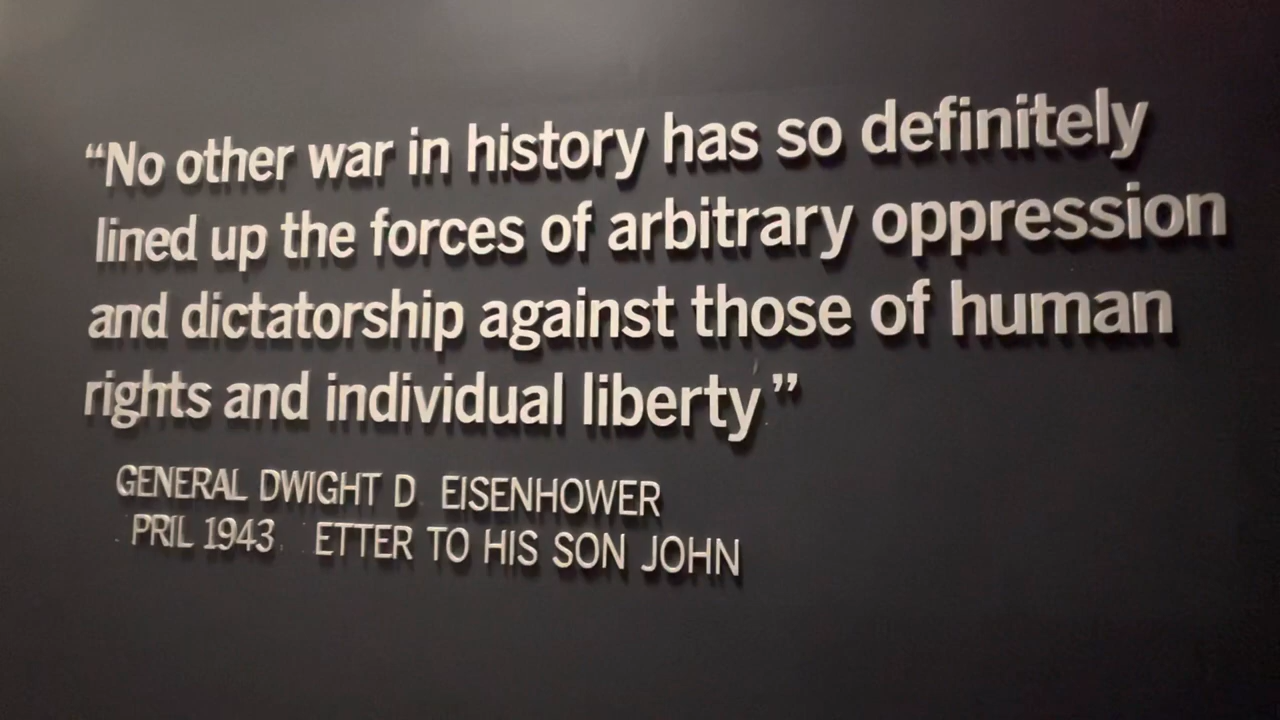 “No other war in history has so definitely
lined up the forces of arbitrary oppression
and dictatorship against those of human
rights and individual liberty”
GENERAL DWIGHT D EISENHOWER
PRIL 1943 ETTER TO HIS SON JOHN